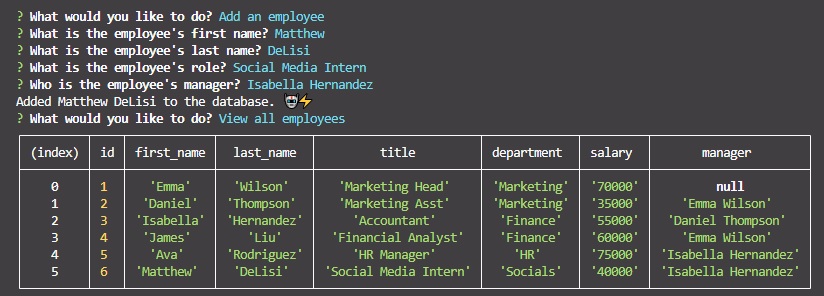 ? What would you like to do? Add an employee
? What is the employee's first name? Matthew
? What is the employee's last name? DeLisi
? What is the employee's role? Social Media Intern
? Who is the employee's manager? Isabella Hernandez
Added Matthew DeLisi to the database. 🤖⚡
? What would you like to do? View all employees
(index) id first_name last_name title department salary manager
0 1 'Emma' 'Wilson' 'Marketing Head' 'Marketing' '70000' null
1 2 'Daniel' 'Thompson' 'Marketing Asst' 'Marketing' '35000' 'Emma Wilson'
2 3 'Isabella' 'Hernandez' 'Accountant' 'Finance' '55000' 'Daniel Thompson'
3 4 'James' 'Liu' 'Financial Analyst' 'Finance' '60000' 'Emma Wilson'
4 5 'Ava' 'Rodriguez' 'HR Manager' 'HR' '75000' 'Isabella Hernandez'
5 6 'Matthew' 'DeLisi' 'Social Media Intern' 'Socials' '40000' 'Isabella Hernandez'